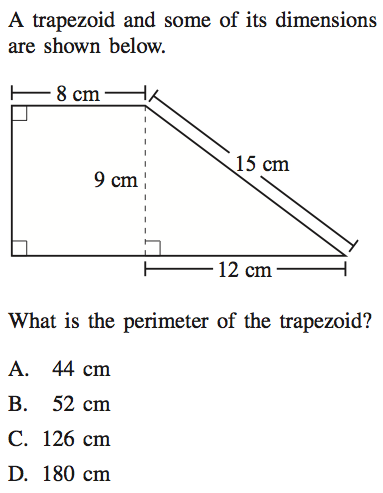 A trapezoid and some of its dimensions
are shown below.
8 cm
15 cm
9 cm
12 cm
What is the perimeter of the trapezoid?
A. 44 cm
B. 52 cm
C. 126 cm
D. 180 cm